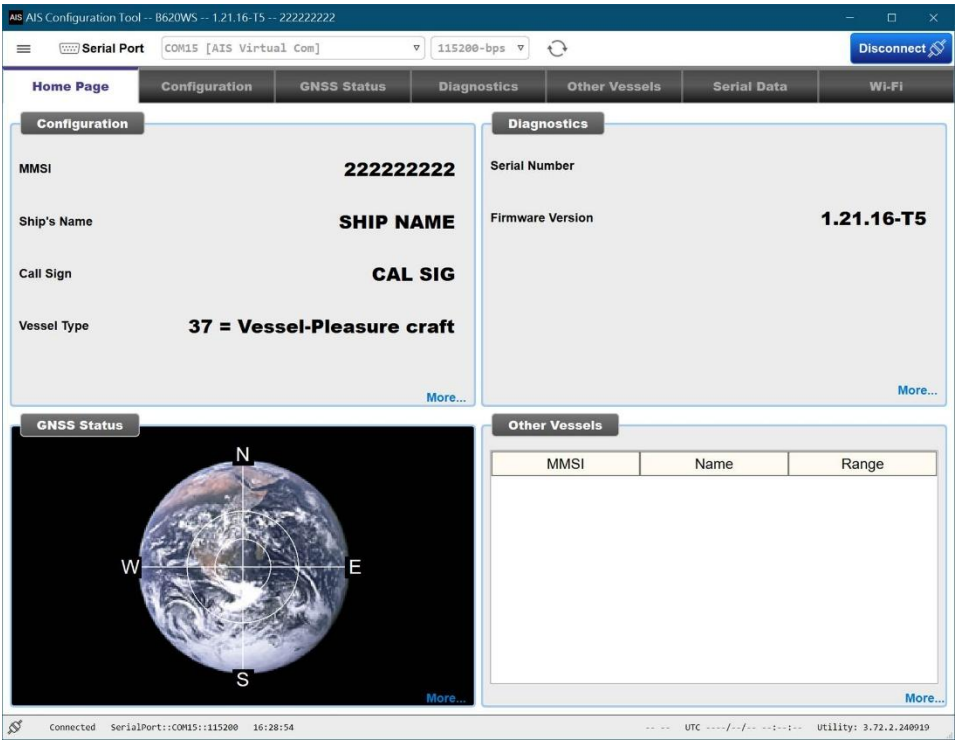 AIS AIS Configuration Tool -- B620WS -- 1.21.16-T5 -- 222222222
Serial Port COM15 [AIS Virtual Com] 115200-bps Disconnect
Home Page Configuration GNSS Status Diagnostics Other Vessels Serial Data Wi-Fi
Configuration
MMSI 222222222
Ship's Name SHIP NAME
Call Sign CAL SIG
Vessel Type 37 = Vessel-Pleasure craft
More...
Diagnostics
Serial Number
Firmware Version 1.21.16-T5
More...
GNSS Status
N
W E
S
More...
Other Vessels
MMSI Name Range
More...
Connected SerialPort::COM15::115200 16:28:54 -- -- UTC ----/--/-- --:--:-- Utility: 3.72.2.240919